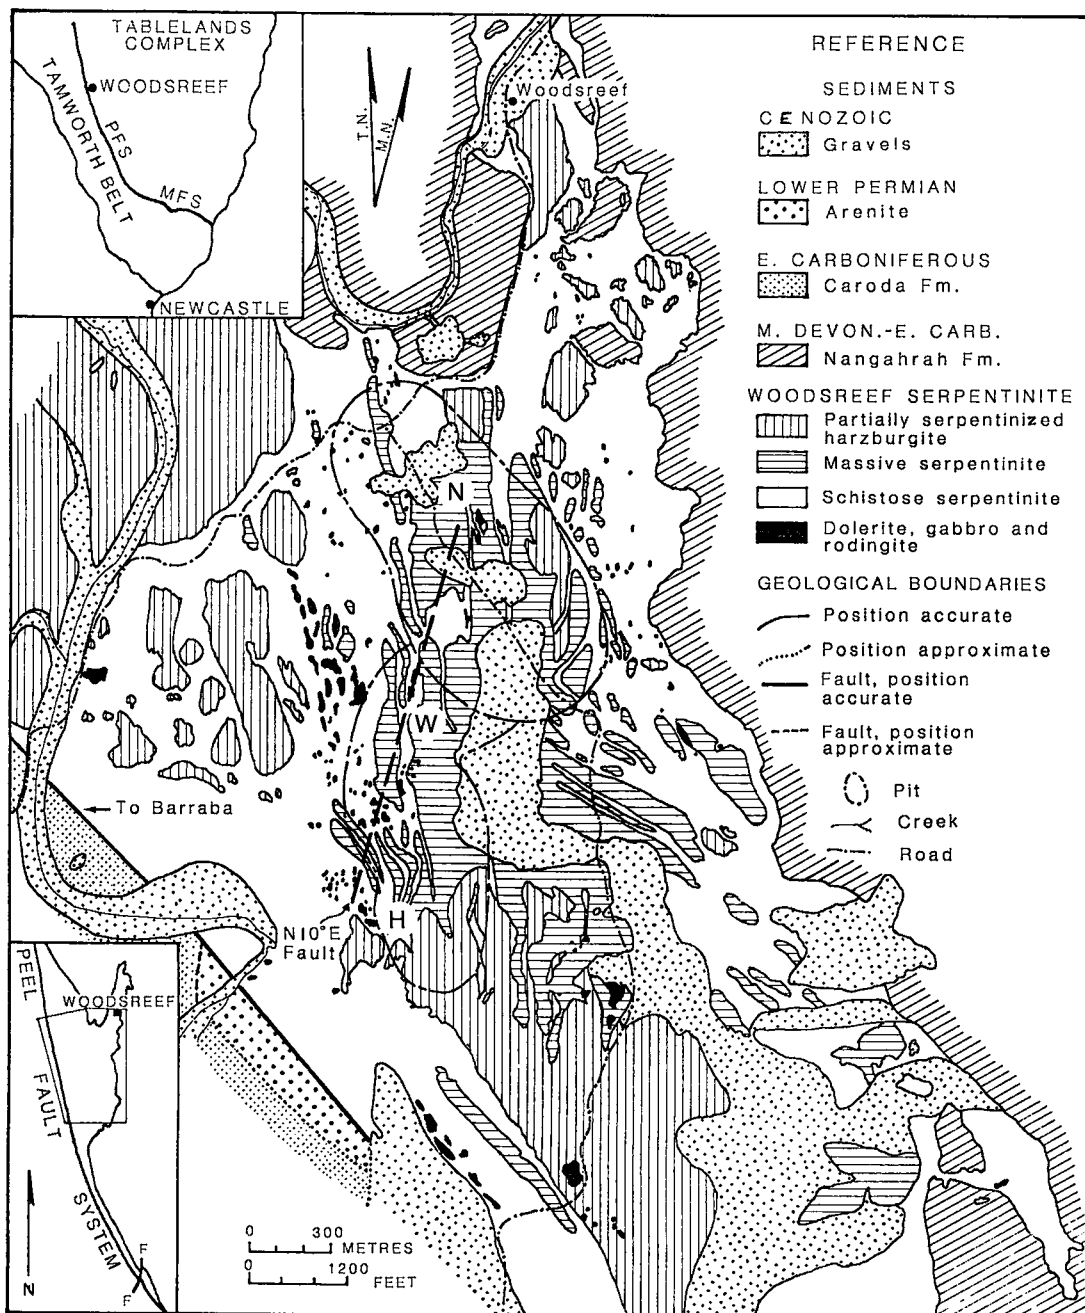 TABLELANDS
COMPLEX
WOODSREEF
TAMWORTH BELT
PFS
MFS
NEWCASTLE
T.N.
M.N.
Woodsreef
REFERENCE
SEDIMENTS
CENOZOIC
Gravels
LOWER PERMIAN
Arenite
E. CARBONIFEROUS
Caroda Fm.
M. DEVON.-E. CARB.
Nangahrah Fm.
WOODSREEF SERPENTINITE
Partially serpentinized
harzburgite
Massive serpentinite
Schistose serpentinite
Dolerite, gabbro and
rodingite
GEOLOGICAL BOUNDARIES
Position accurate
Position approximate
Fault, position
accurate
Fault, position
approximate
Pit
Creek
Road
N
W
H
To Barraba
N10°E
Fault
PEEL
FAULT
SYSTEM
WOODSREEF
F
F
N
0 300
METRES
0 1200
FEET